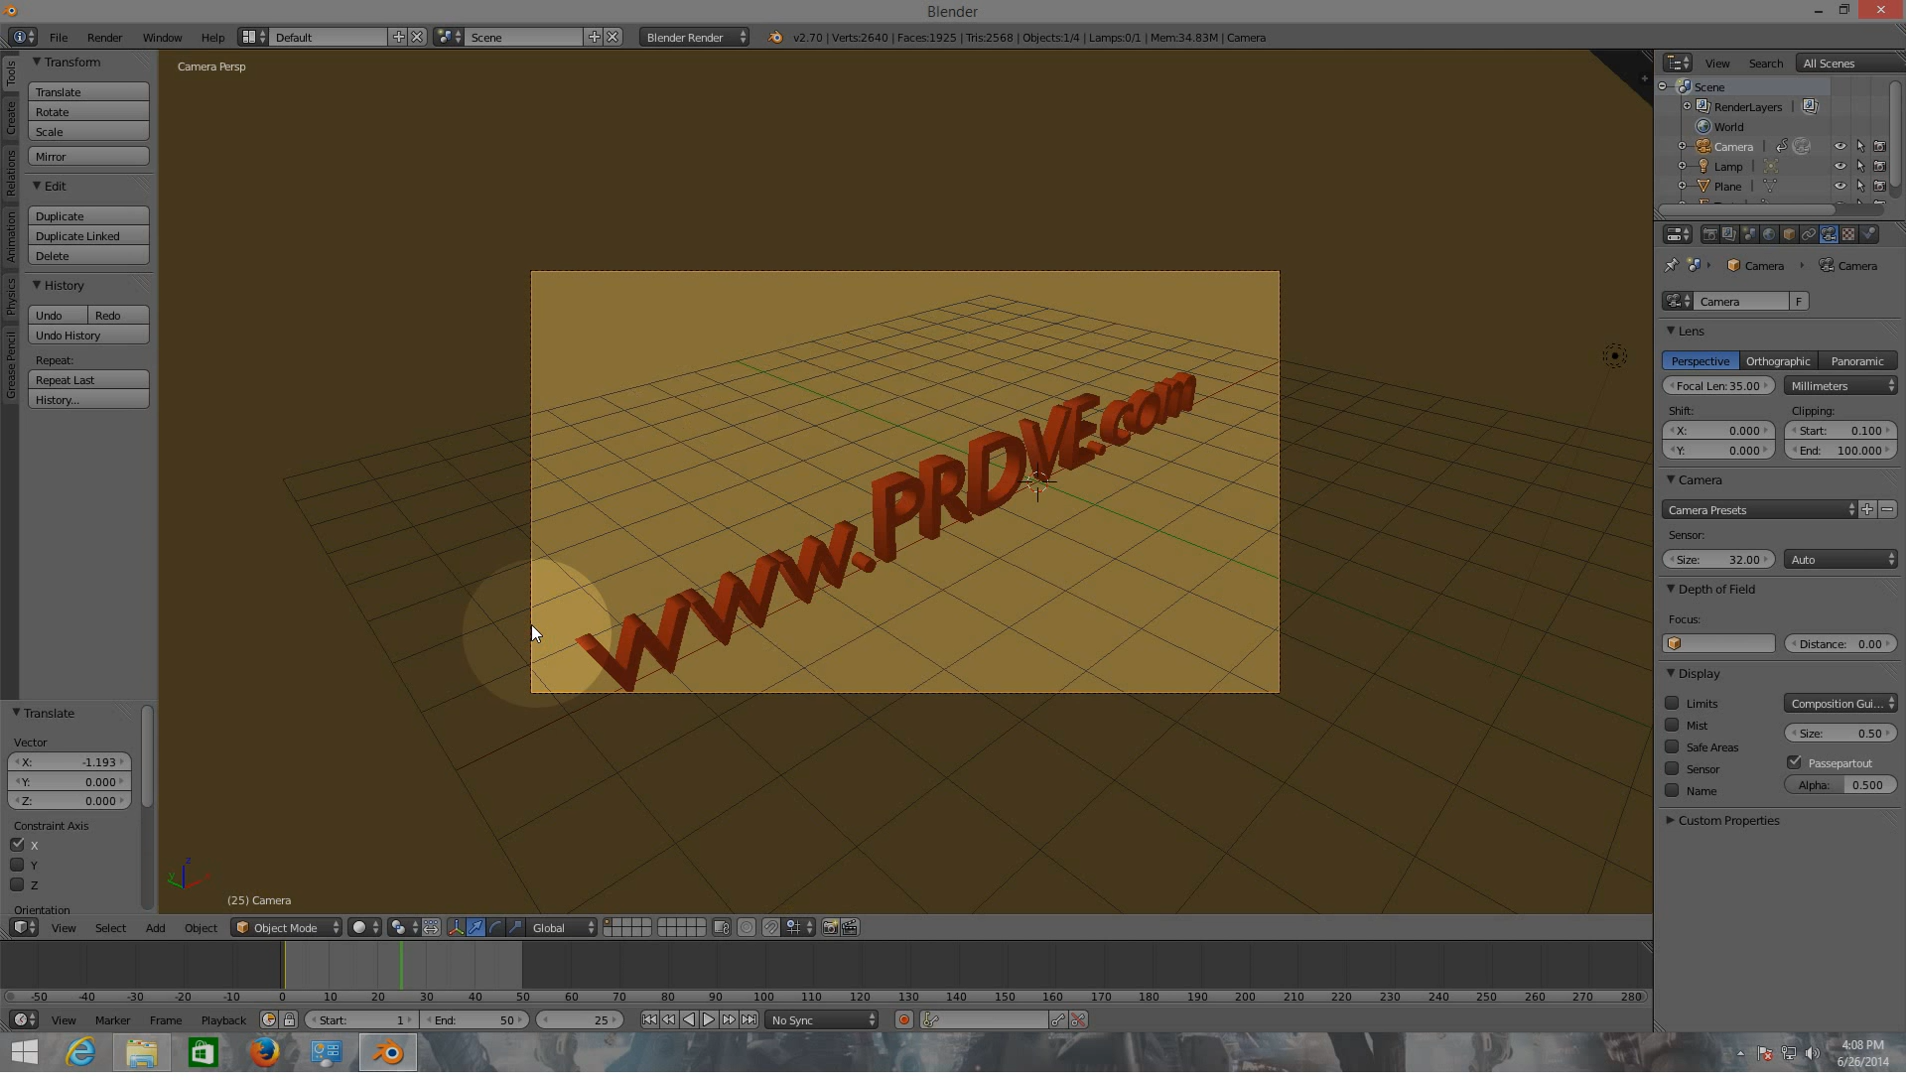 Blender
File Render Window Help Default Scene Blender Render v2.70 | Verts:2640 | Faces:1925 | Tris:2568 | Objects:1/4 | Lamps:0/1 | Mem:34.83M | Camera
Tools
Create
Relations
Animation
Physics
Grease Pencil
Transform
Translate
Rotate
Scale
Mirror
Edit
Duplicate
Duplicate Linked
Delete
History
Undo Redo
Undo History
Repeat:
Repeat Last
History...
Translate
Vector
X: -1.193
Y: 0.000
Z: 0.000
Constraint Axis
X
Y
Z
Orientation
Camera Persp
www.PRDVE.com
z
y
(25) Camera
View Select Add Object Object Mode Global
View Search All Scenes
Scene
RenderLayers |
World
Camera |
Lamp |
Plane |
Camera Camera
Camera F
Lens
Perspective Orthographic Panoramic
Focal Len: 35.00 Millimeters
Shift: Clipping:
X: 0.000 Start: 0.100
Y: 0.000 End: 100.000
Camera
Camera Presets
Sensor:
Size: 32.00 Auto
Depth of Field
Focus:
Distance: 0.00
Display
Limits Composition Gui...
Mist Size: 0.50
Safe Areas
Sensor Passepartout
Name Alpha: 0.500
Custom Properties
-50 -40 -30 -20 -10 0 10 20 30 40 50 60 70 80 90 100 110 120 130 140 150 160 170 180 190 200 210 220 230 240 250 260 270 280
View Marker Frame Playback Start: 1 End: 50 25 No Sync
4:08 PM
6/26/2014